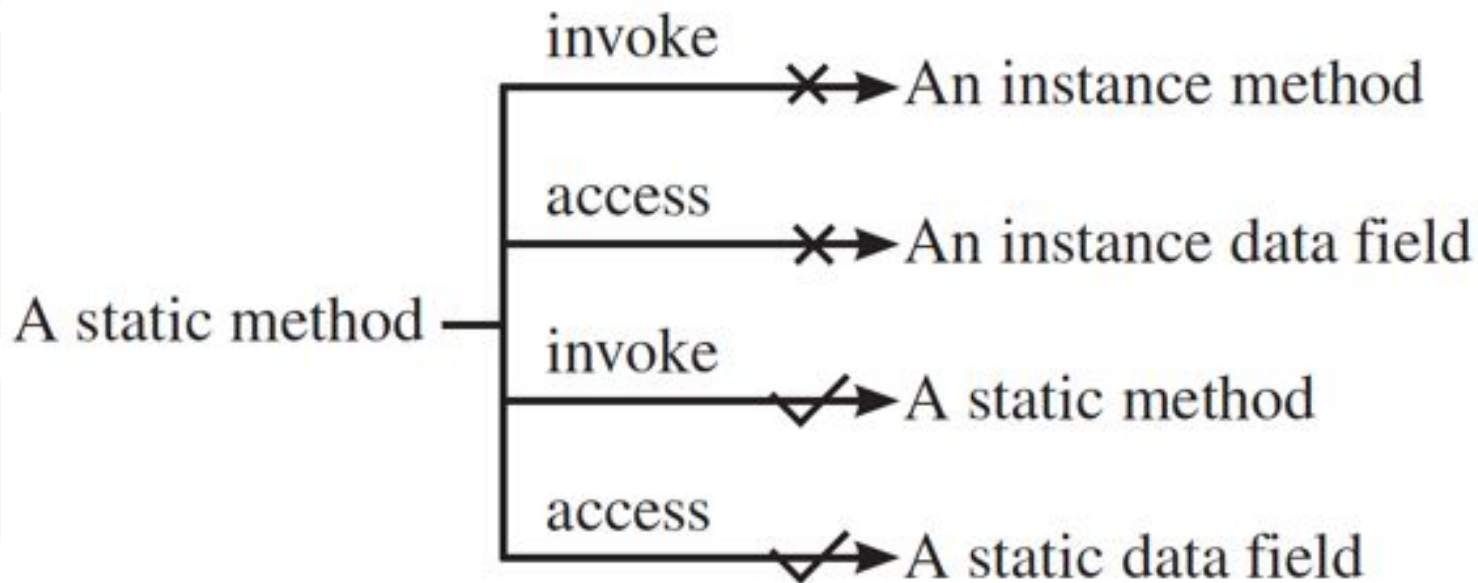 invoke
An instance method
access
An instance data field
A static method
invoke
A static method
access
A static data field